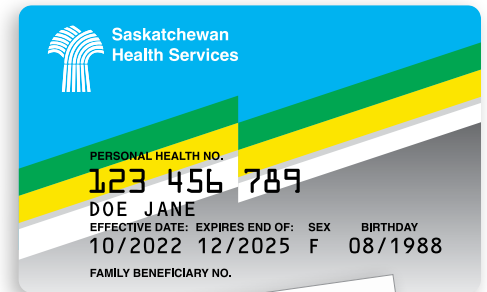 Saskatchewan
Health Services
PERSONAL HEALTH NO.
123 456 789
DOE JANE
EFFECTIVE DATE: EXPIRES END OF: SEX BIRTHDAY
10/2022 12/2025 F 08/1988
FAMILY BENEFICIARY NO.